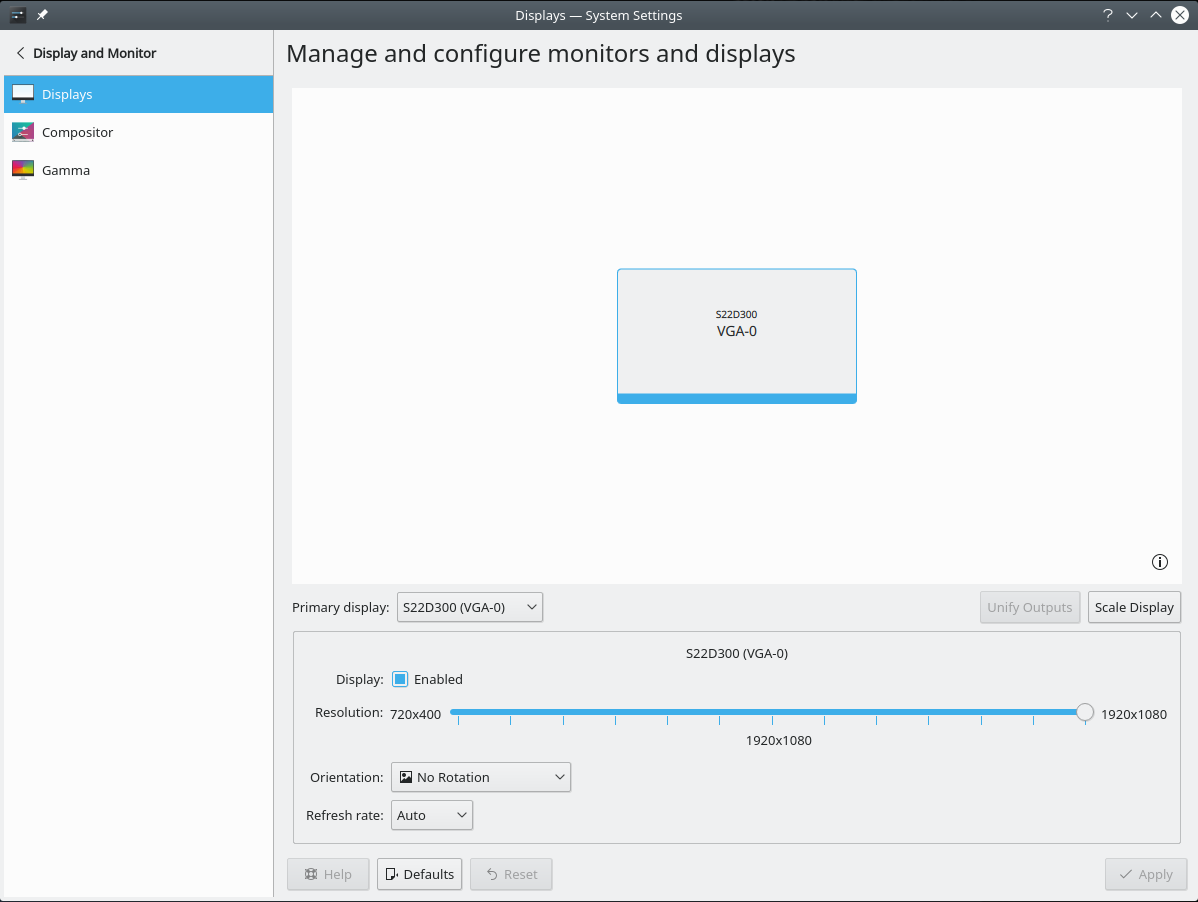 Displays — System Settings
Display and Monitor
Displays
Compositor
Gamma
Manage and configure monitors and displays
S22D300
VGA-0
Primary display: S22D300 (VGA-0) Unify Outputs Scale Display
S22D300 (VGA-0)
Display: Enabled
Resolution: 720x400 1920x1080
1920x1080
Orientation: No Rotation
Refresh rate: Auto
Help Defaults Reset Apply